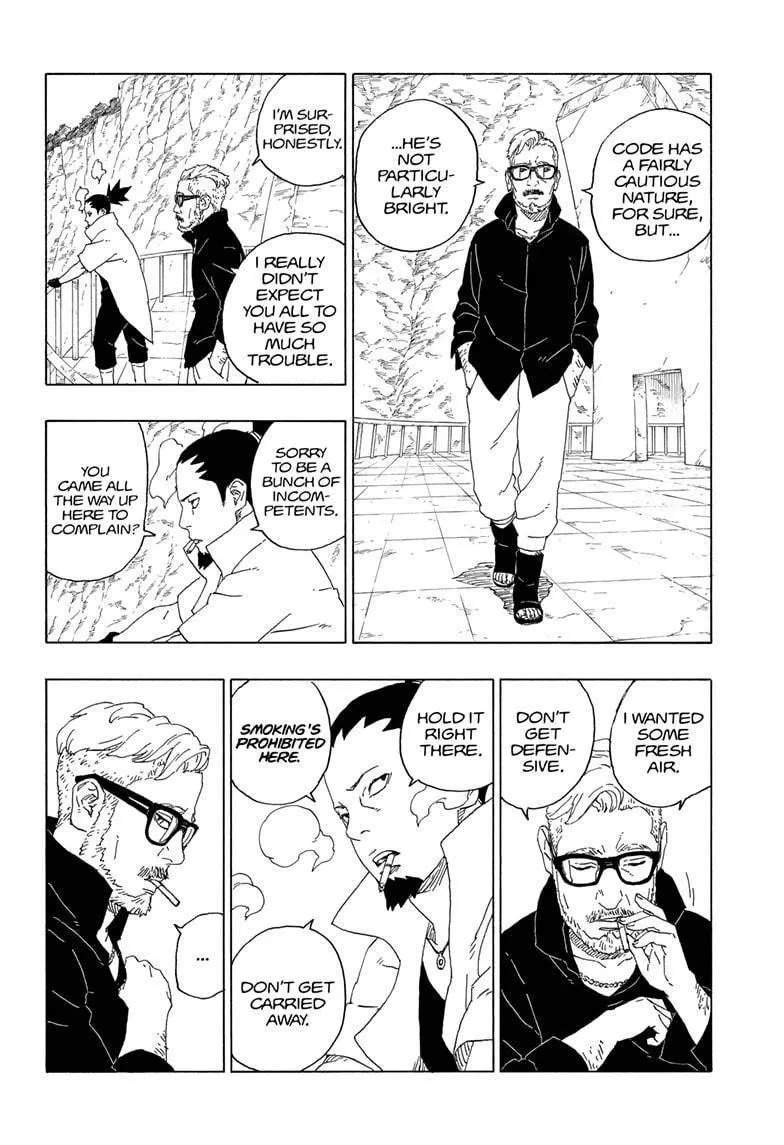 CODE HAS
A FAIRLY
CAUTIOUS
NATURE,
FOR SURE,
BUT...
...HE'S
NOT
PARTICU-
LARLY
BRIGHT.
I'M SUR-
PRISED,
HONESTLY.
I REALLY
DIDN'T
EXPECT
YOU ALL TO
HAVE SO
MUCH
TROUBLE.
SORRY
TO BE A
BUNCH OF
INCOM-
PETENTS.
YOU
CAME ALL
THE WAY UP
HERE TO
COMPLAIN?
I WANTED
SOME
FRESH
AIR.
DON'T
GET
DEFEN-
SIVE.
HOLD IT
RIGHT
THERE.
SMOKING'S
PROHIBITED
HERE.
DON'T GET
CARRIED
AWAY.
...